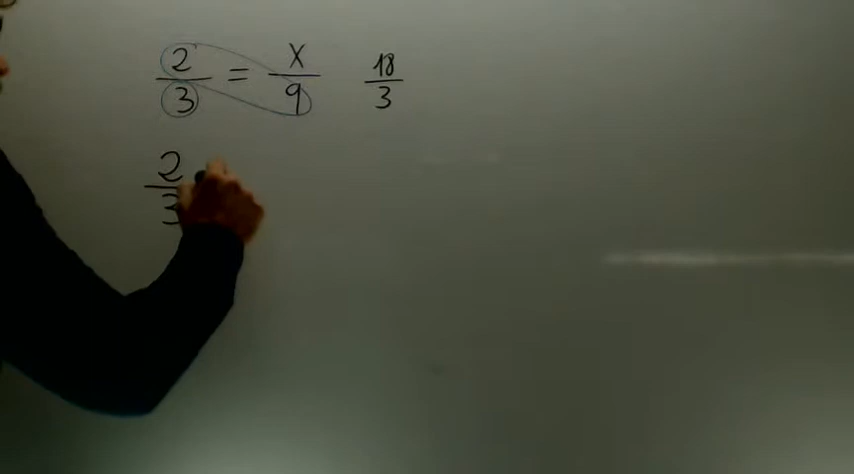 2/3 = x/9 18/3
2/3